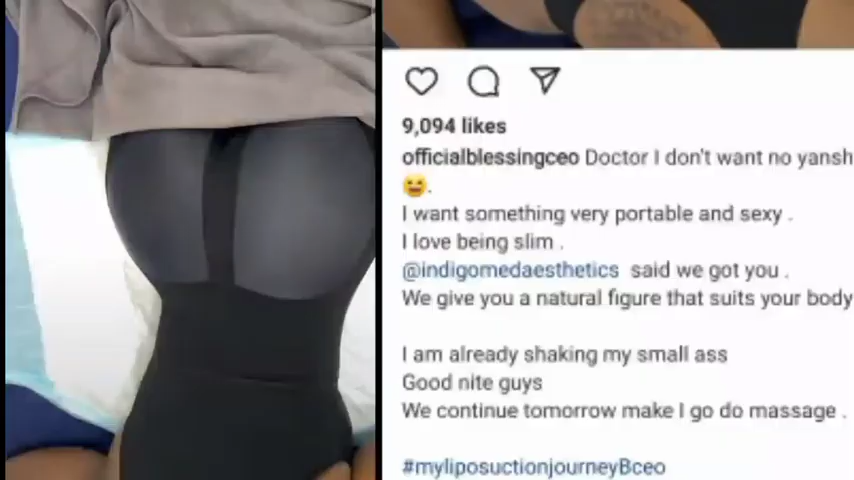 9,094 likes
officialblessingceo Doctor I don't want no yansh
😆.
I want something very portable and sexy .
I love being slim .
@indigomedaesthetics said we got you .
We give you a natural figure that suits your body
I am already shaking my small ass
Good nite guys
We continue tomorrow make I go do massage .
#myliposuctionjourneyBceo